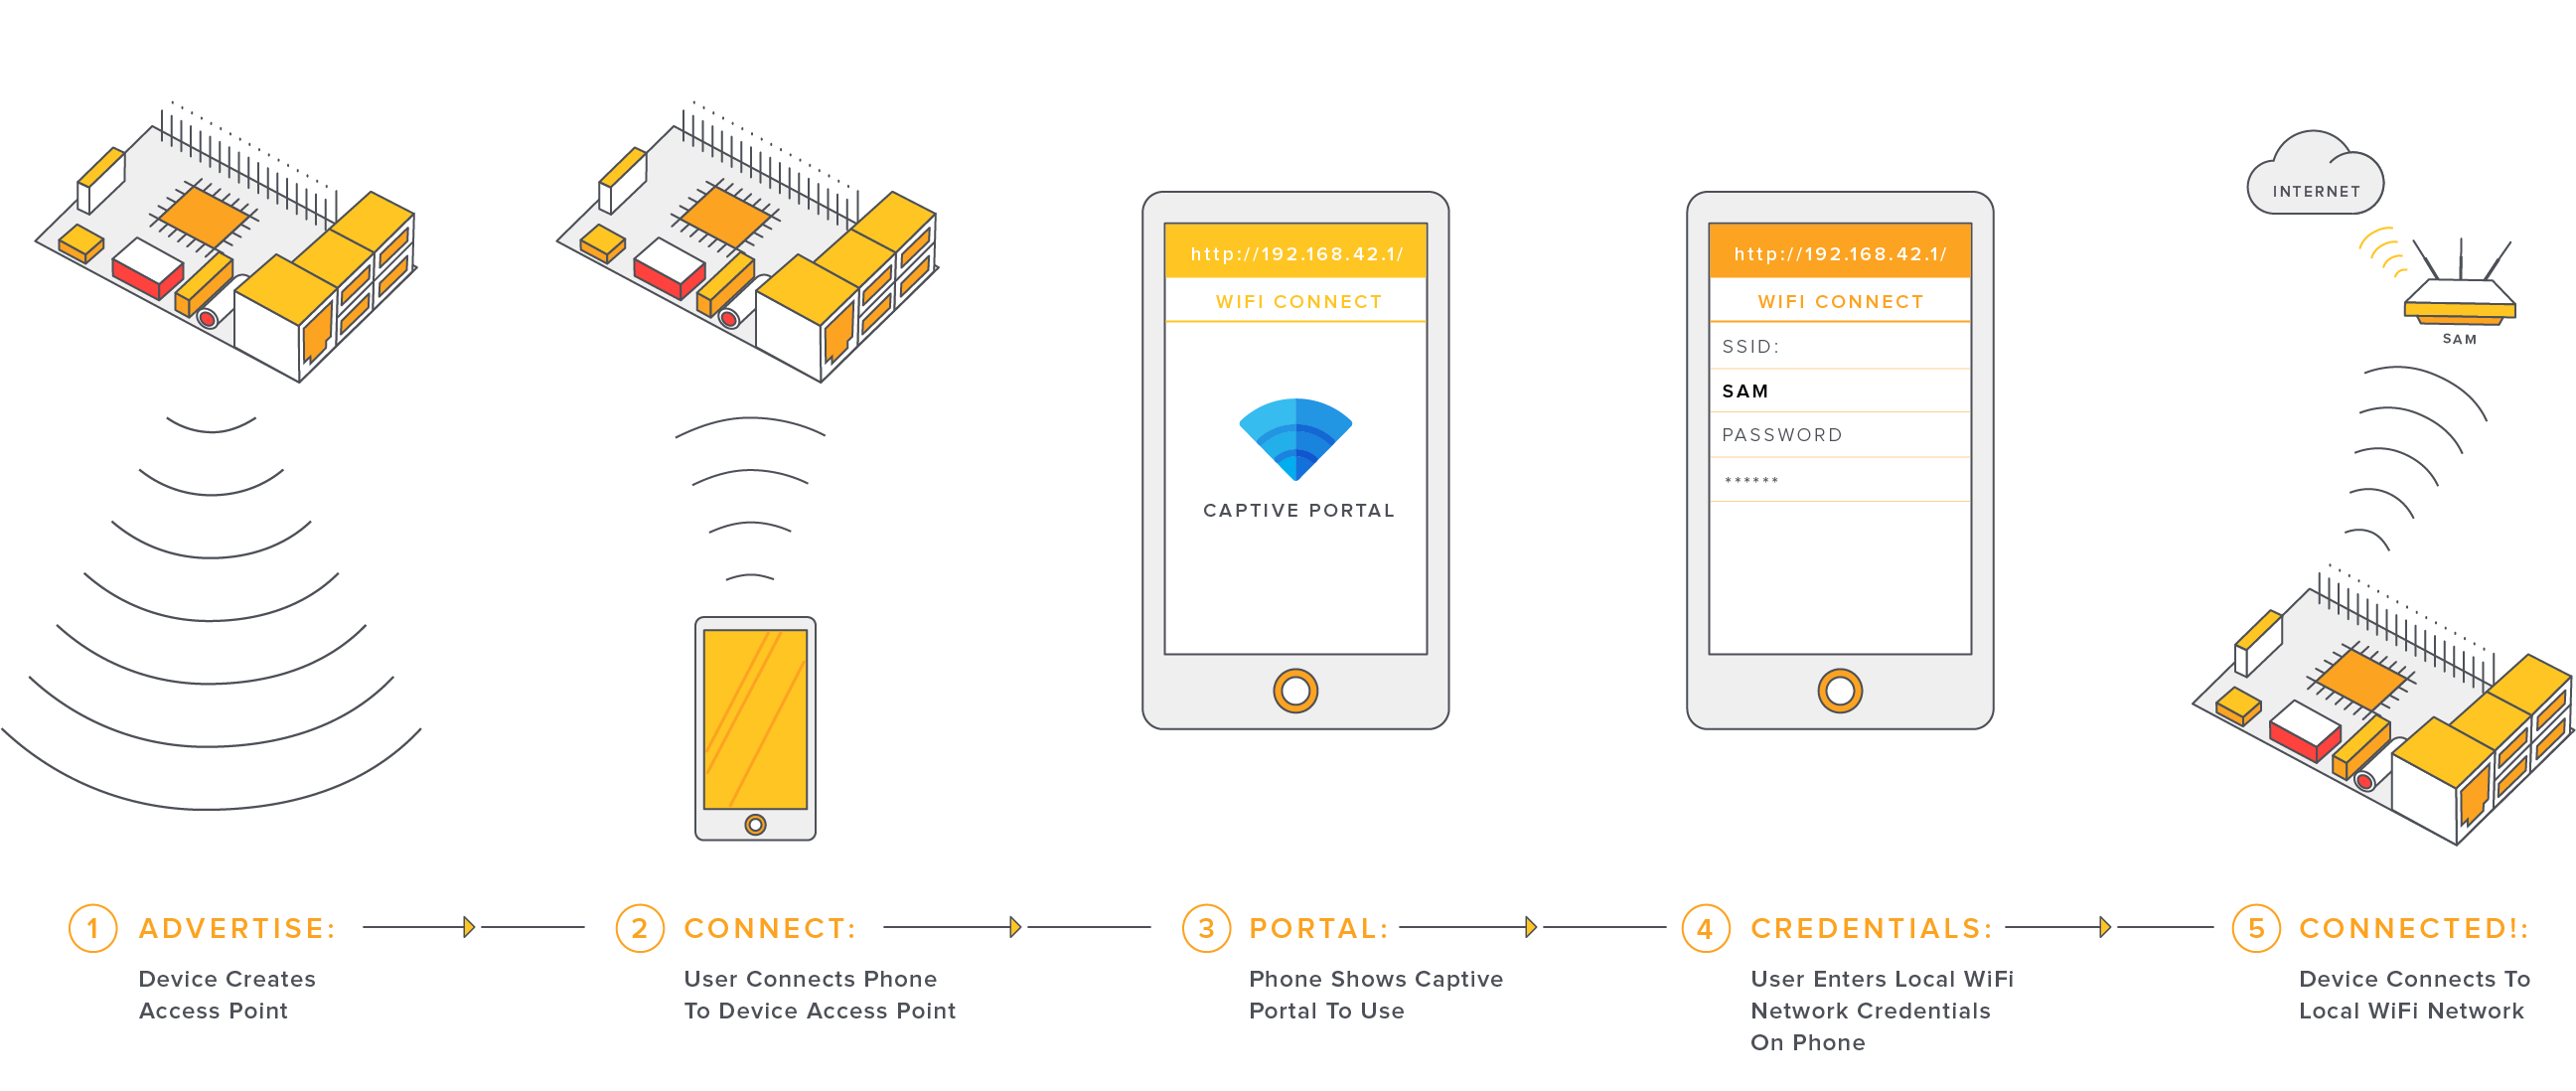 INTERNET
SAM
http://192.168.42.1/
WIFI CONNECT
CAPTIVE PORTAL
http://192.168.42.1/
WIFI CONNECT
SSID:
SAM
PASSWORD
******
1 ADVERTISE:
Device Creates
Access Point
2 CONNECT:
User Connects Phone
To Device Access Point
3 PORTAL:
Phone Shows Captive
Portal To Use
4 CREDENTIALS:
User Enters Local WiFi
Network Credentials
On Phone
5 CONNECTED!:
Device Connects To
Local WiFi Network